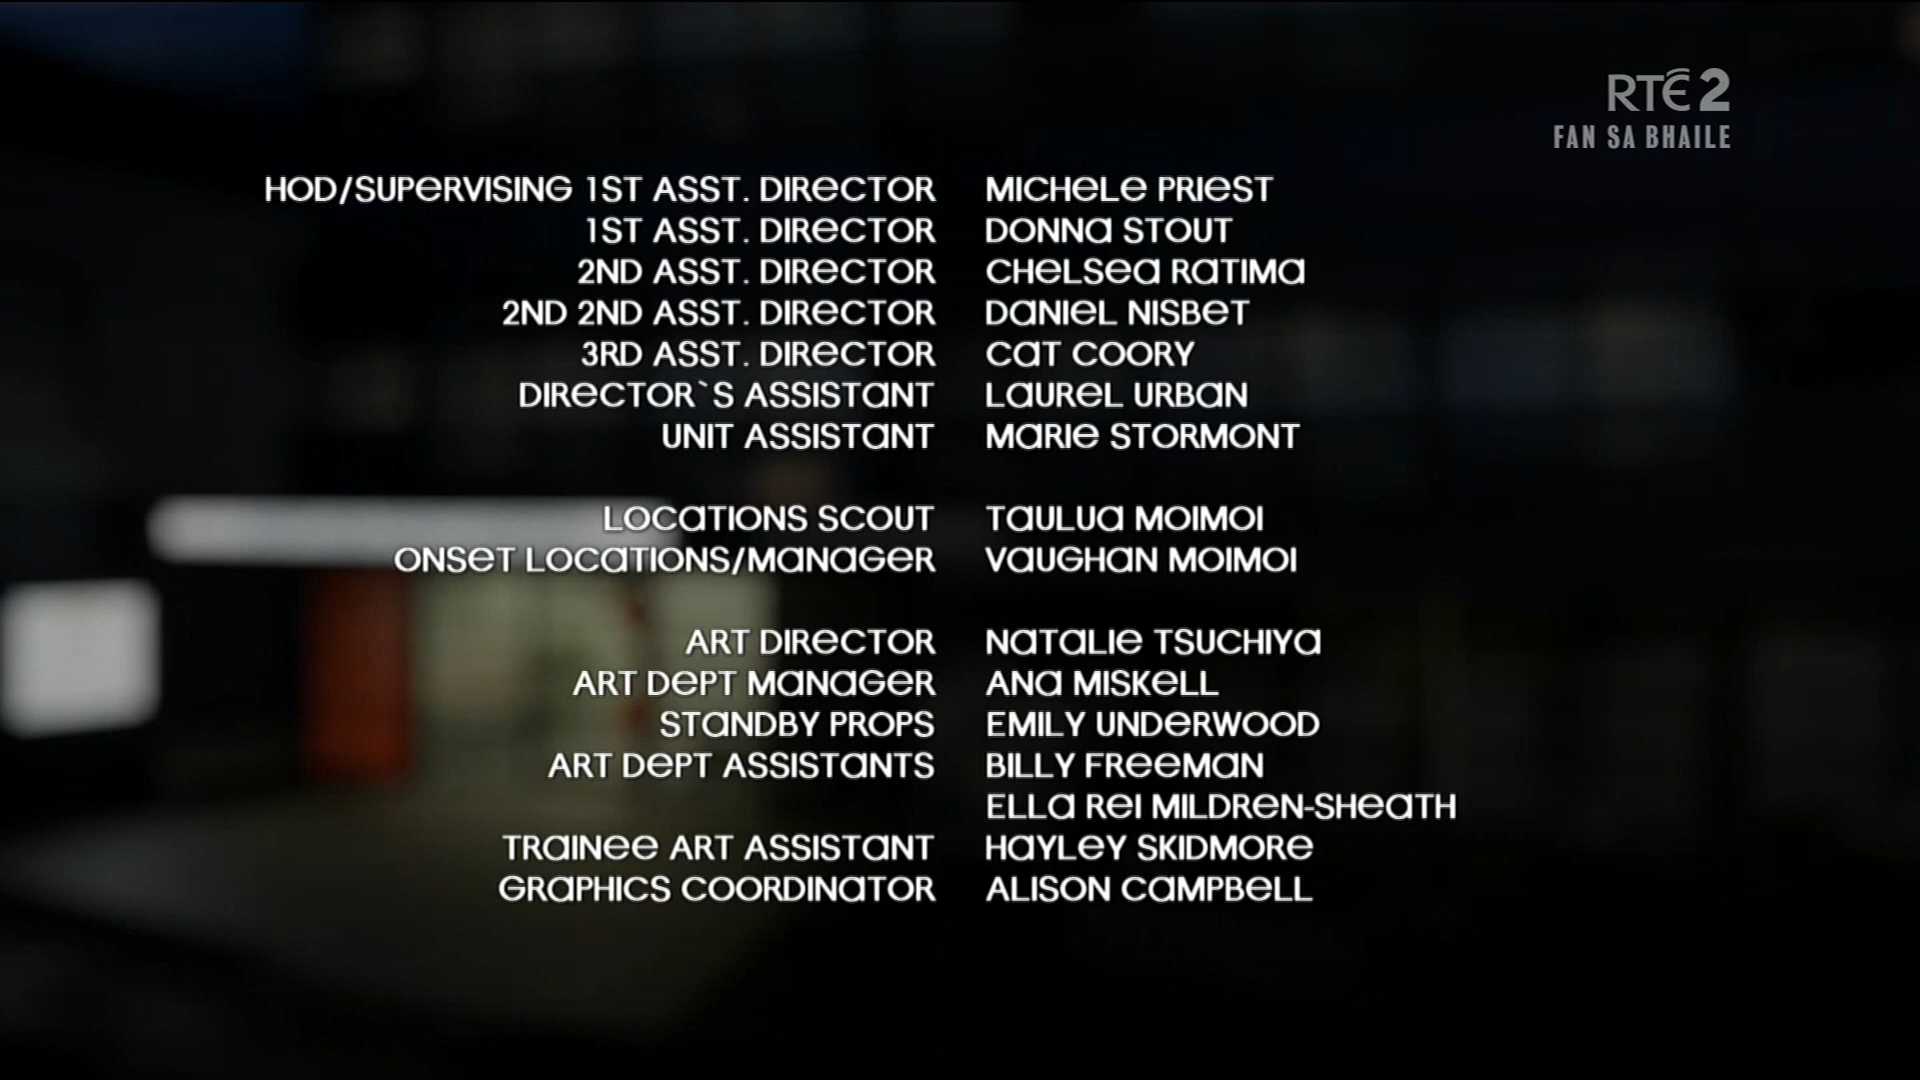 RTÉ 2
FAN SA BHAILE
HOD/SUPERVISING 1ST ASST. DIRECTOR MICHELE PRIEST
1ST ASST. DIRECTOR DONNA STOUT
2ND ASST. DIRECTOR CHELSEA RATIMA
2ND 2ND ASST. DIRECTOR DANIEL NISBET
3RD ASST. DIRECTOR CAT COORY
DIRECTOR`S ASSISTANT LAUREL URBAN
UNIT ASSISTANT MARIE STORMONT
LOCATIONS SCOUT TAULUA MOIMOI
ONSET LOCATIONS/MANAGER VAUGHAN MOIMOI
ART DIRECTOR NATALIE TSUCHIYA
ART DEPT MANAGER ANA MISKELL
STANDBY PROPS EMILY UNDERWOOD
ART DEPT ASSISTANTS BILLY FREEMAN
ELLA REI MILDREN-SHEATH
TRAINEE ART ASSISTANT HAYLEY SKIDMORE
GRAPHICS COORDINATOR ALISON CAMPBELL